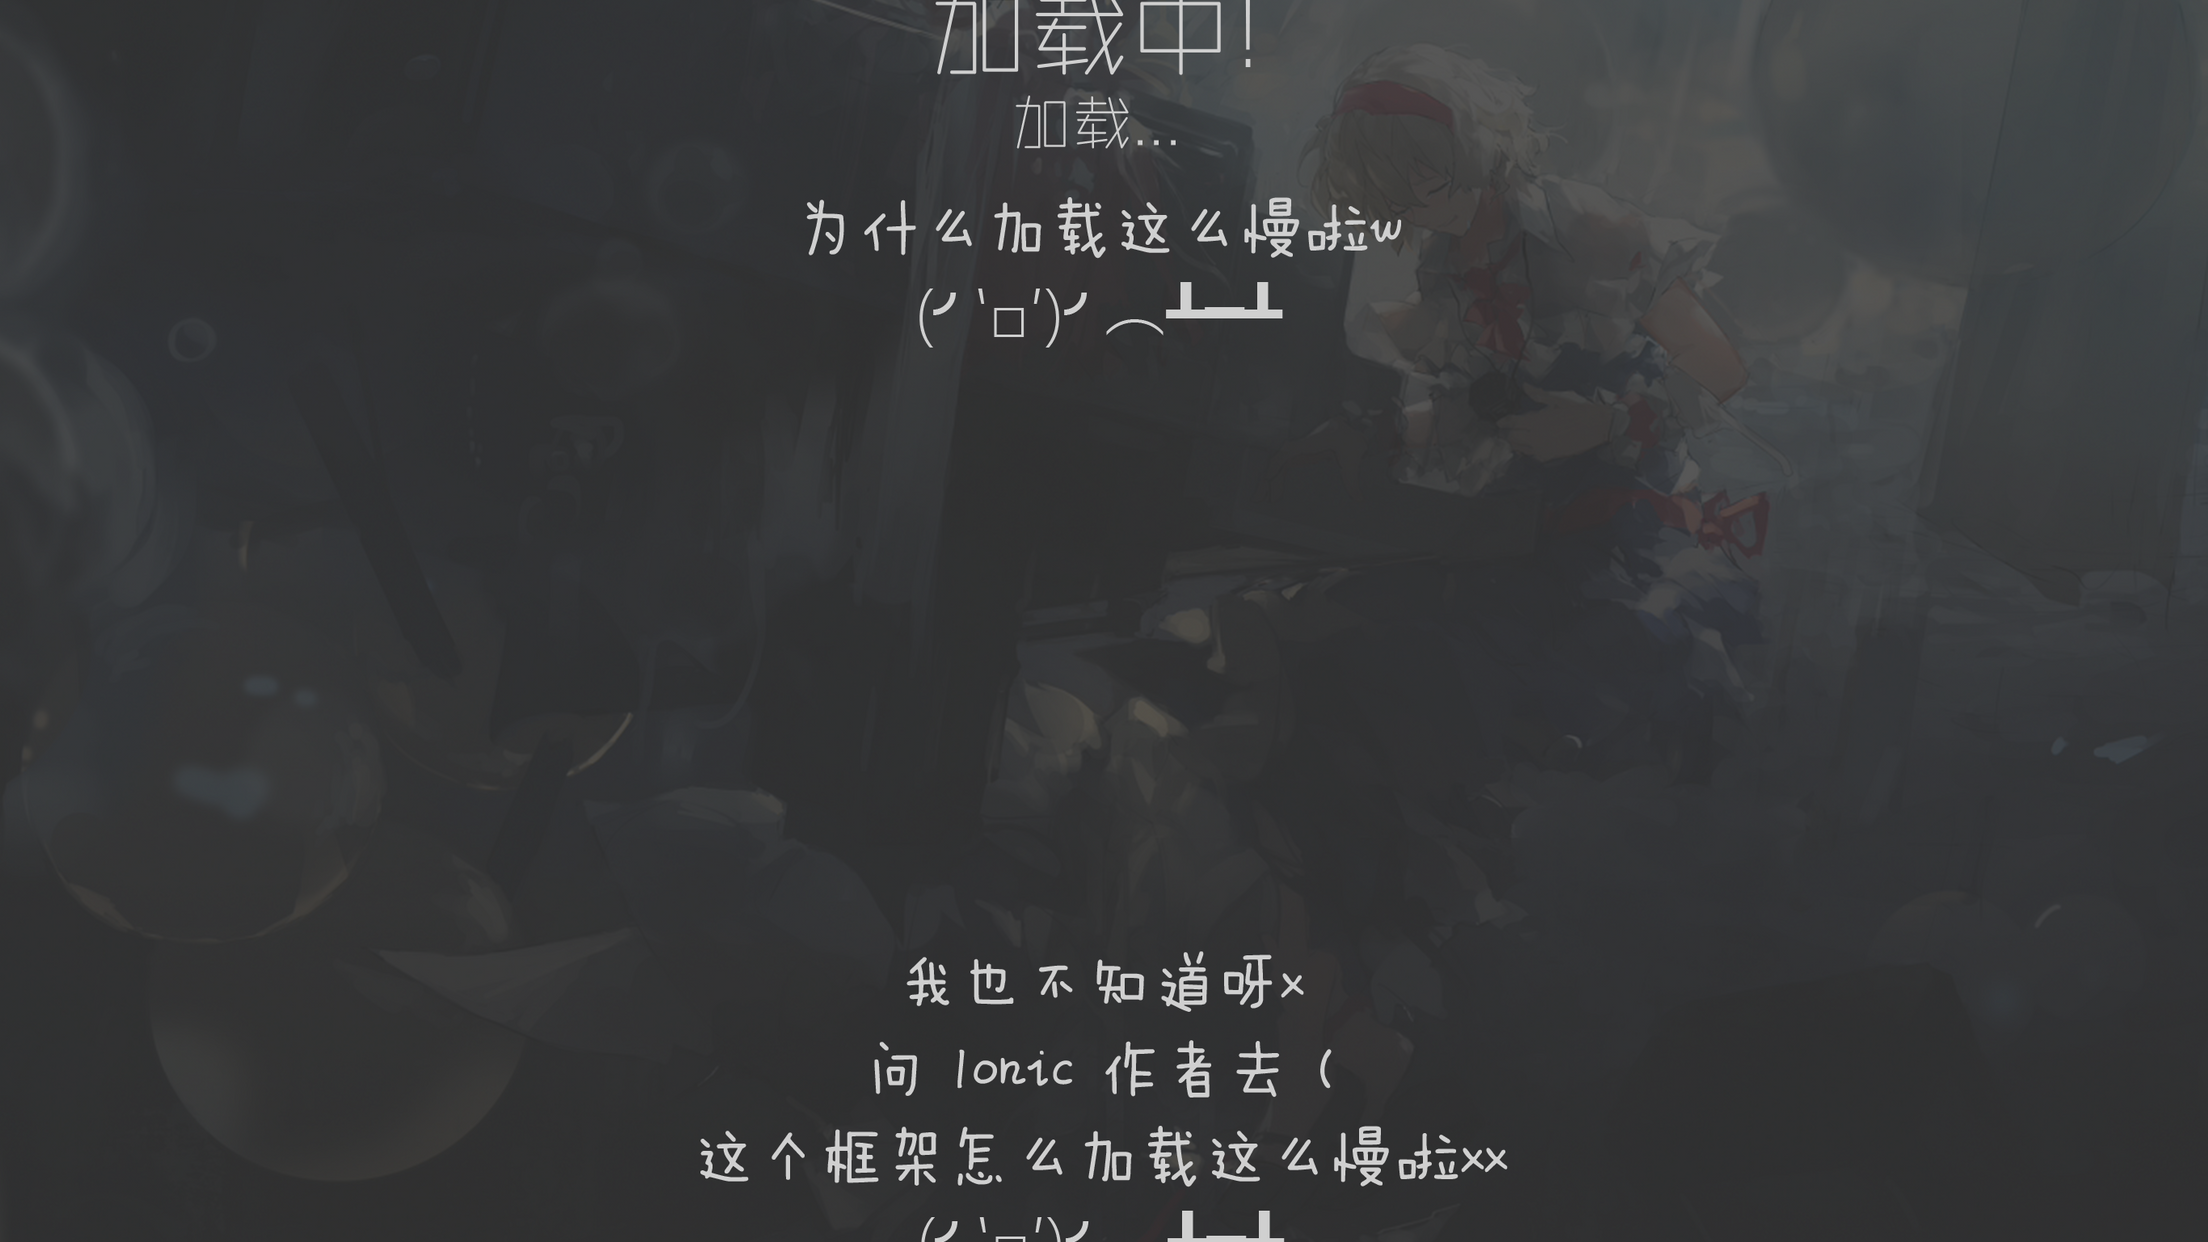 加载中!
加载...
为什么加载这么慢啦w
(╯‵□′)╯︵┻━┻
我也不知道呀x
问 Ionic 作者去（
这个框架怎么加载这么慢啦xx
(╯‵□′)╯︵┻━┻